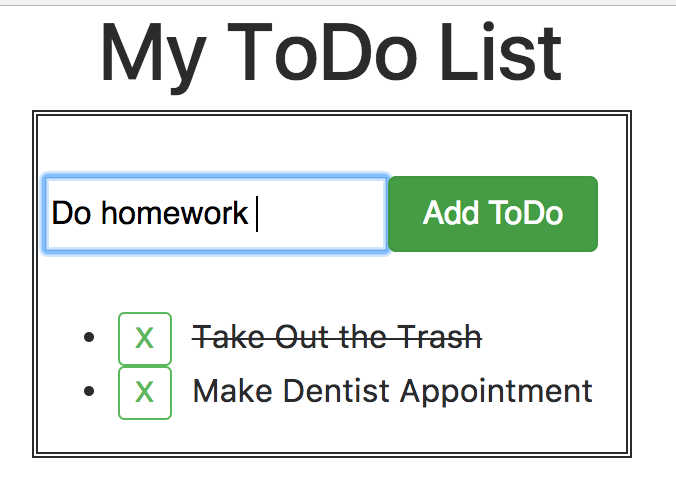 My ToDo List
Do homework
Add ToDo
X Take Out the Trash
X Make Dentist Appointment